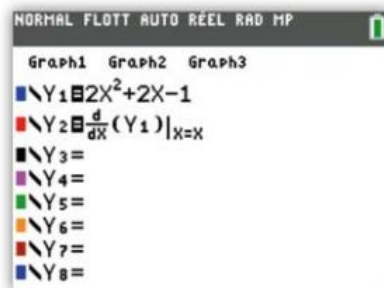 NORMAL FLOTT AUTO RÉEL RAD MP
Graph1 Graph2 Graph3
\Y1=2X²+2X−1
\Y2=d/dX(Y1)|X=X
\Y3=
\Y4=
\Y5=
\Y6=
\Y7=
\Y8=